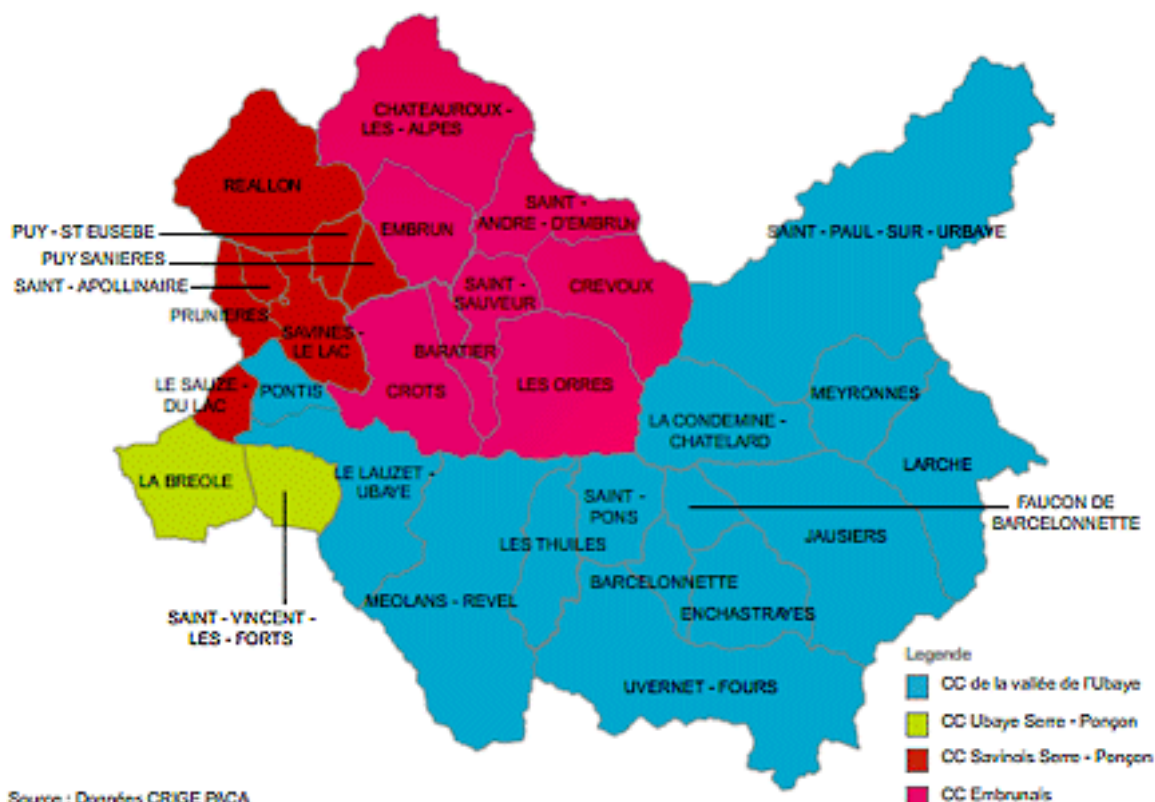 CHATEAUROUX -
LES - ALPES
REALLON
SAINT -
ANDRE - D'EMBRUN
EMBRUN
PUY - ST EUSEBE
SAINT - PAUL - SUR - URBAYE
PUY SANIERES
SAINT - APOLLINAIRE
SAINT -
SAUVEUR
CREVOUX
PRUNIERES
SAVINES -
LE LAC
BARATIER
LE SAUZE -
DU LAC
PONTIS
CROTS
LES ORRES
MEYRONNES
LA CONDEMINE -
CHATELARD
LARCHE
LA BREOLE
LE LAUZET -
UBAYE
SAINT -
PONS
FAUCON DE
BARCELONNETTE
JAUSIERS
LES THUILES
BARCELONNETTE
MEOLANS - REVEL
ENCHASTRAYES
SAINT - VINCENT -
LES - FORTS
UVERNET - FOURS
Legende
CC de la vallée de l'Ubaye
CC Ubaye Serre - Ponçon
CC Savinois Serre - Ponçon
CC Embrunais
Source : Données CRIGE PACA